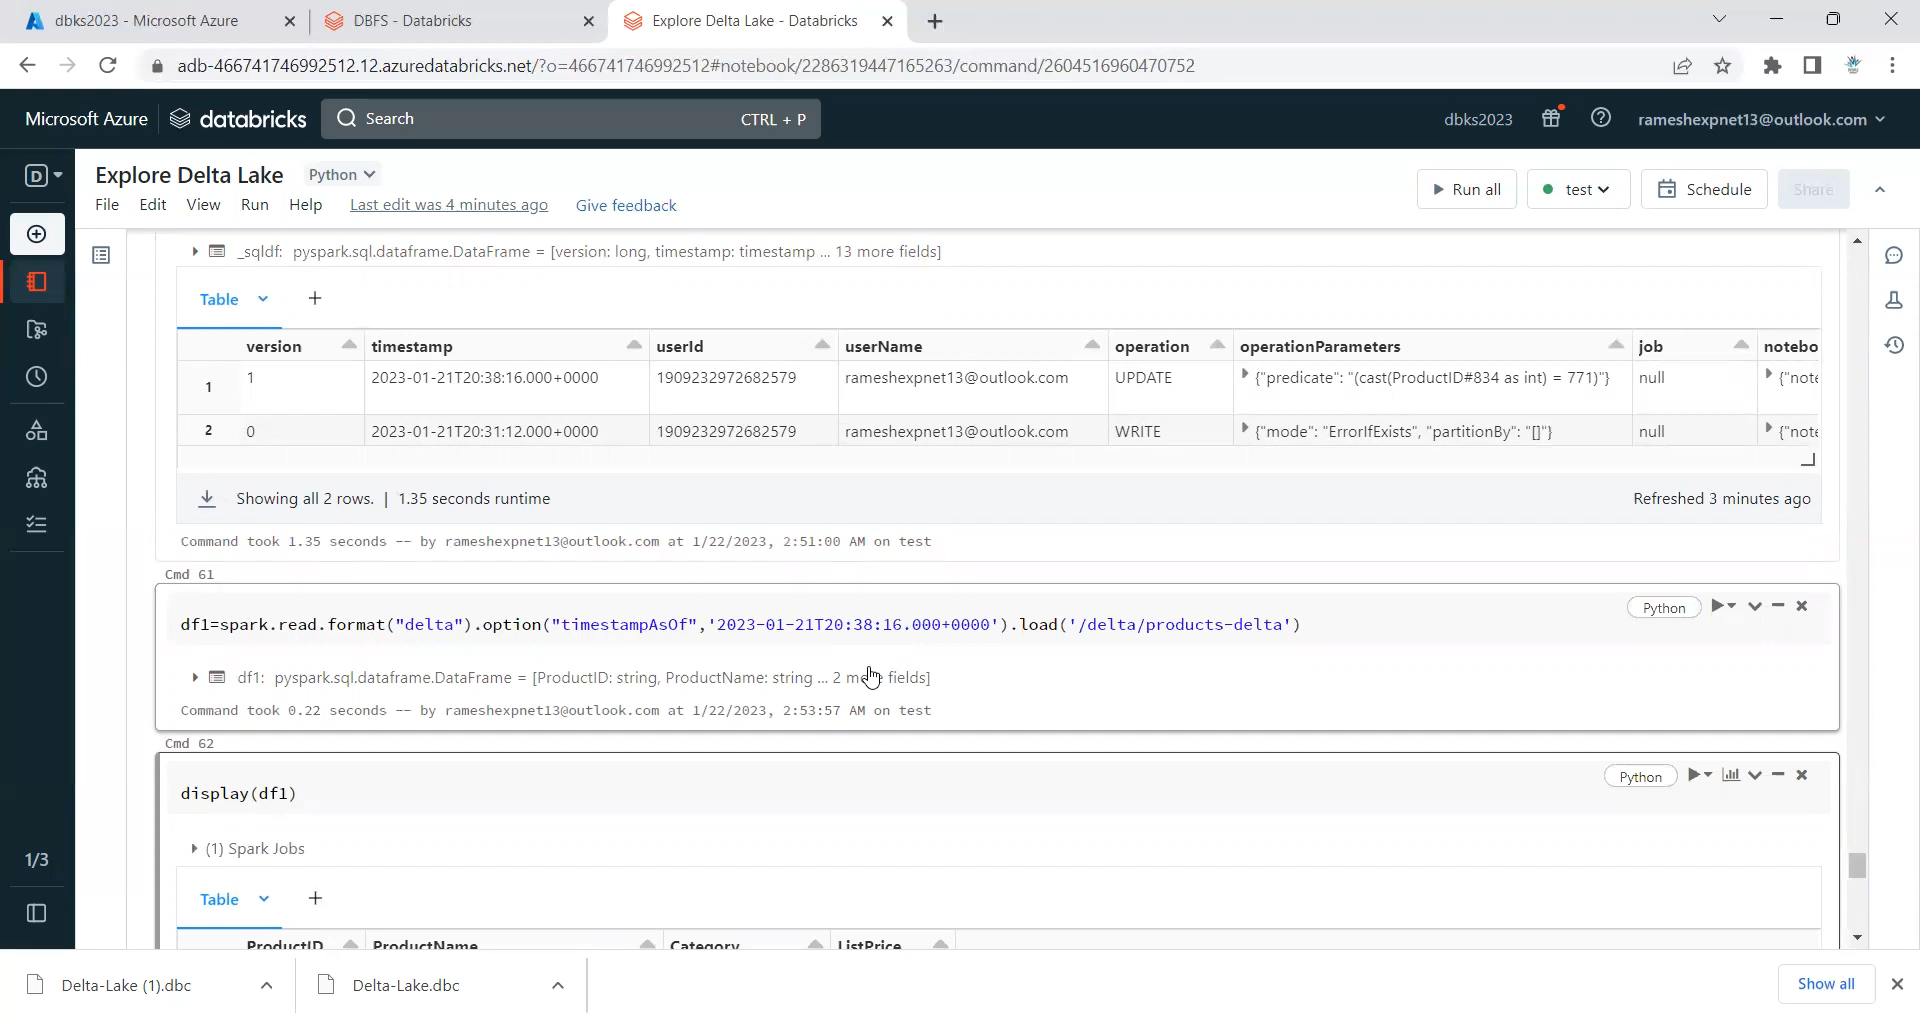 dbks2023 - Microsoft Azure
DBFS - Databricks
Explore Delta Lake - Databricks
adb-466741746992512.12.azuredatabricks.net/?o=466741746992512#notebook/2286319447165263/command/2604516960470752
Microsoft Azure
databricks
Search
CTRL + P
dbks2023
rameshexpnet13@outlook.com
D
Explore Delta Lake
Python
File Edit View Run Help Last edit was 4 minutes ago Give feedback
Run all
test
Schedule
Share
_sqldf: pyspark.sql.dataframe.DataFrame = [version: long, timestamp: timestamp ... 13 more fields]
Table +
version timestamp userId userName operation operationParameters job notebo
1 1 2023-01-21T20:38:16.000+0000 1909232972682579 rameshexpnet13@outlook.com UPDATE {"predicate": "(cast(ProductID#834 as int) = 771)"} null {"note
2 0 2023-01-21T20:31:12.000+0000 1909232972682579 rameshexpnet13@outlook.com WRITE {"mode": "ErrorIfExists", "partitionBy": "[]"} null {"note
Showing all 2 rows. | 1.35 seconds runtime
Refreshed 3 minutes ago
Command took 1.35 seconds -- by rameshexpnet13@outlook.com at 1/22/2023, 2:51:00 AM on test
Cmd 61
Python
df1=spark.read.format("delta").option("timestampAsOf",'2023-01-21T20:38:16.000+0000').load('/delta/products-delta')
df1: pyspark.sql.dataframe.DataFrame = [ProductID: string, ProductName: string ... 2 more fields]
Command took 0.22 seconds -- by rameshexpnet13@outlook.com at 1/22/2023, 2:53:57 AM on test
Cmd 62
Python
display(df1)
(1) Spark Jobs
Table +
ProductID ProductName Category ListPrice
1/3
Delta-Lake (1).dbc
Delta-Lake.dbc
Show all